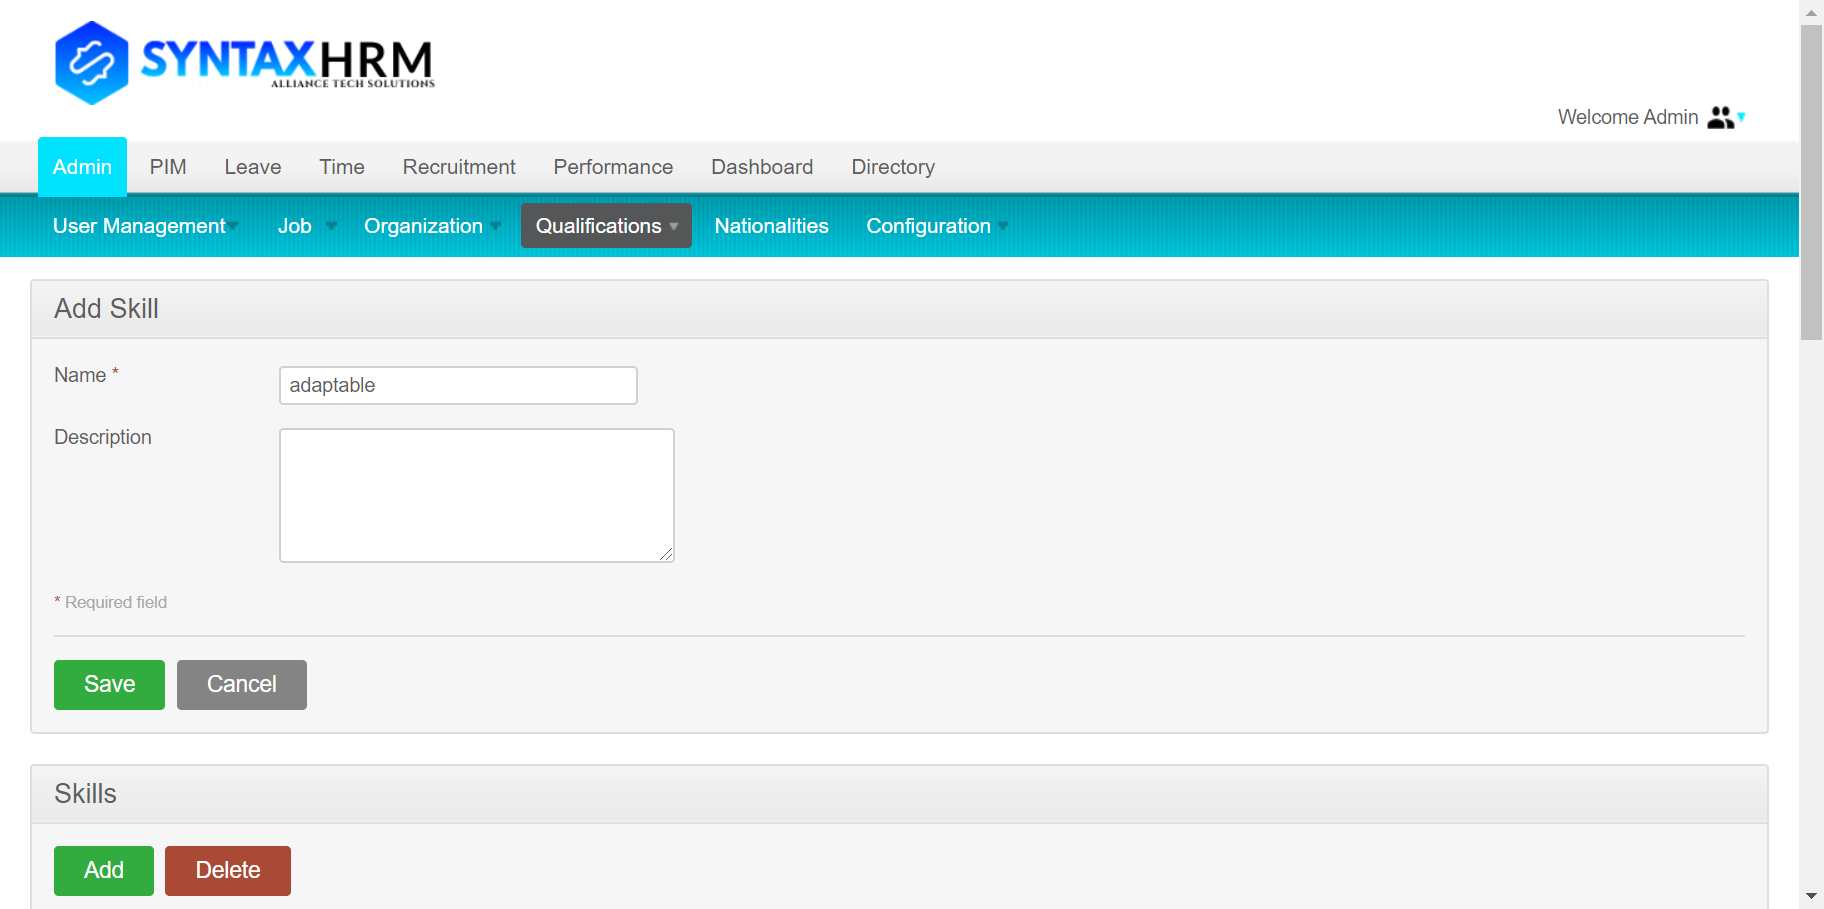 SYNTAXHRM
ALLIANCE TECH SOLUTIONS
Welcome Admin
Admin PIM Leave Time Recruitment Performance Dashboard Directory
User Management Job Organization Qualifications Nationalities Configuration
Add Skill
Name *
adaptable
Description
* Required field
Save Cancel
Skills
Add Delete